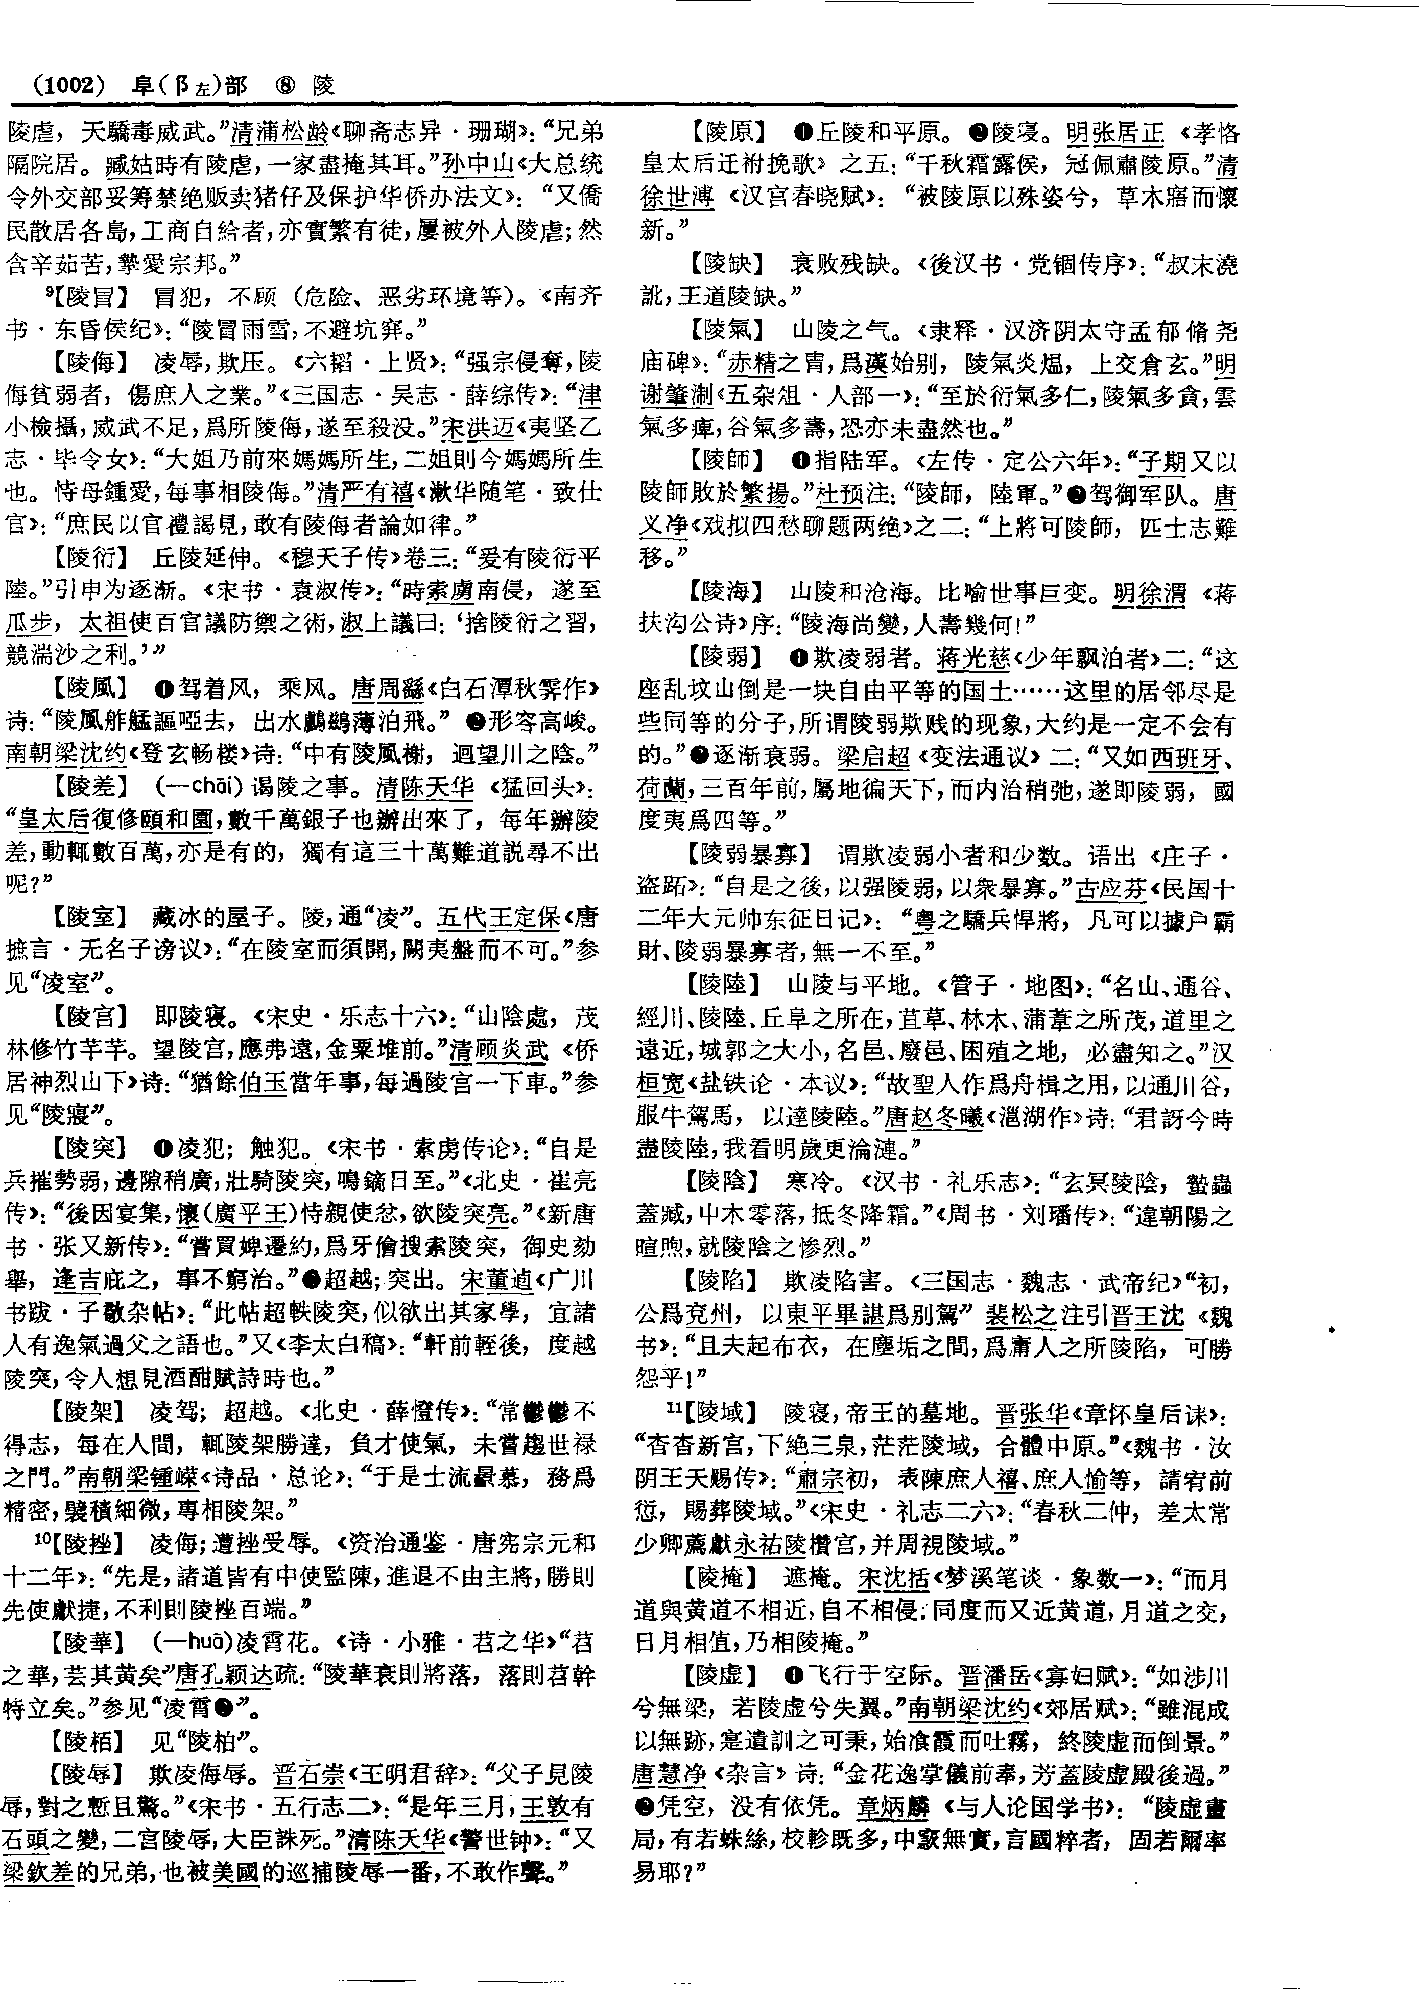 (1002) 阜(阝左)部 ⑧ 陵
陵虐，天驕毒威武。”清蒲松龄《聊斋志异·珊瑚》：“兄弟
隔院居。臧姑時有陵虐，一家盡掩其耳。”孙中山《大总统
令外交部妥筹禁绝贩卖猪仔及保护华侨办法文》：“又僑
民散居各島，工商自給者，亦實繁有徒，屢被外人陵虐；然
含辛茹苦，摯愛宗邦。”
⁹【陵冒】 冒犯，不顾（危险、恶劣环境等）。《南齐
书·东昏侯纪》：“陵冒雨雪，不避坑穽。”
【陵侮】 凌辱，欺压。《六韬·上贤》：“强宗侵奪，陵
侮貧弱者，傷庶人之業。”《三国志·吴志·薛综传》：“津
小檢攝，威武不足，爲所陵侮，遂至殺没。”宋洪迈《夷坚乙
志·毕令女》：“大姐乃前來媽媽所生，二姐則今媽媽所生
也。恃母鍾愛，每事相陵侮。”清严有禧《漱华随笔·致仕
官》：“庶民以官禮謁見，敢有陵侮者論如律。”
【陵衍】 丘陵延伸。《穆天子传》卷三：“爰有陵衍平
陸。”引申为逐渐。《宋书·袁淑传》：“時索虜南侵，遂至
瓜步，太祖使百官議防禦之術，淑上議曰：‘捨陵衍之習，
競湍沙之利。’”
【陵風】 ❶驾着风，乘风。唐周繇《白石潭秋霁作》
诗：“陵風舴艋謳啞去，出水鸕鶿薄泊飛。”❷形容高峻。
南朝梁沈约《登玄畅楼》诗：“中有陵風榭，迴望川之陰。”
【陵差】 (—chāi)谒陵之事。清陈天华《猛回头》：
“皇太后復修頤和園，數千萬銀子也辦出來了，每年辦陵
差，動輒數百萬，亦是有的，獨有這三十萬難道説尋不出
呢？”
【陵室】 藏冰的屋子。陵，通“凌”。五代王定保《唐
摭言·无名子谤议》：“在陵室而須開，闕夷盤而不可。”参
见“凌室”。
【陵宫】 即陵寝。《宋史·乐志十六》：“山陰處，茂
林修竹芊芊。望陵宫，應弗遠，金粟堆前。”清顾炎武《侨
居神烈山下》诗：“猶餘伯玉當年事，每過陵宫一下車。”参
见“陵寢”。
【陵突】 ❶凌犯；触犯。《宋书·索虏传论》：“自是
兵摧勢弱，邊隙稍廣，壯騎陵突，鳴鏑日至。”《北史·崔亮
传》：“後因宴集，懷（廣平王）恃親使忿，欲陵突亮。”《新唐
书·张又新传》：“嘗買婢遷約，爲牙儈搜索陵突，御史劾
舉，逢吉庇之，事不窮治。”❷超越；突出。宋董逌《广川
书跋·子敬杂帖》：“此帖超軼陵突，似欲出其家學，宜諸
人有逸氣過父之語也。”又《李太白稿》：“軒前輊後，度越
陵突，令人想見酒酣賦詩時也。”
【陵架】 凌驾；超越。《北史·薛憕传》：“常鬱鬱不
得志，每在人間，輒陵架勝達，負才使氣，未嘗趨世禄
之門。”南朝梁锺嵘《诗品·总论》：“于是士流景慕，務爲
精密，襞積細微，專相陵架。”
¹⁰【陵挫】 凌侮；遭挫受辱。《资治通鉴·唐宪宗元和
十二年》：“先是，諸道皆有中使監陳，進退不由主將，勝則
先使獻捷，不利則陵挫百端。”
【陵華】 (—huā)凌霄花。《诗·小雅·苕之华》“苕
之華，芸其黄矣”唐孔颖达疏：“陵華衰則將落，落則苕幹
特立矣。”参见“凌霄❷”。
【陵栢】 见“陵柏”。
【陵辱】 欺凌侮辱。晋石崇《王明君辞》：“父子見陵
辱，對之慙且驚。”《宋书·五行志二》：“是年三月，王敦有
石頭之變，二宫陵辱，大臣誅死。”清陈天华《警世钟》：“又
梁欽差的兄弟，也被美國的巡捕陵辱一番，不敢作聲。”
【陵原】 ❶丘陵和平原。❷陵寝。明张居正《孝恪
皇太后迁祔挽歌》之五：“千秋霜露侯，冠佩肅陵原。”清
徐世溥《汉宫春晓赋》：“被陵原以殊姿兮，草木寤而懷
新。”
【陵缺】 衰败残缺。《後汉书·党锢传序》：“叔末澆
訛，王道陵缺。”
【陵氣】 山陵之气。《隶释·汉济阴太守孟郁脩尧
庙碑》：“赤精之胄，爲漢始别，陵氣炎煴，上交倉玄。”明
谢肇淛《五杂俎·人部一》：“至於衍氣多仁，陵氣多貪，雲
氣多痺，谷氣多壽，恐亦未盡然也。”
【陵師】 ❶指陆军。《左传·定公六年》：“子期又以
陵師敗於繁揚。”杜预注：“陵師，陸軍。”❷驾御军队。唐
义净《戏拟四愁聊题两绝》之二：“上將可陵師，匹士志難
移。”
【陵海】 山陵和沧海。比喻世事巨变。明徐渭《蒋
扶沟公诗》序：“陵海尚變，人壽幾何！”
【陵弱】 ❶欺凌弱者。蒋光慈《少年飘泊者》二：“这
座乱坟山倒是一块自由平等的国土……这里的居邻尽是
些同等的分子，所谓陵弱欺贱的现象，大约是一定不会有
的。”❷逐渐衰弱。梁启超《变法通议》二：“又如西班牙、
荷蘭，三百年前，屬地徧天下，而内治稍弛，遂即陵弱，國
度夷爲四等。”
【陵弱暴寡】 谓欺凌弱小者和少数。语出《庄子·
盗跖》：“自是之後，以强陵弱，以衆暴寡。”古应芬《民国十
二年大元帅东征日记》：“粤之驕兵悍將，凡可以據户霸
財、陵弱暴寡者，無一不至。”
【陵陸】 山陵与平地。《管子·地图》：“名山、通谷、
經川、陵陸、丘阜之所在，苴草、林木、蒲葦之所茂，道里之
遠近，城郭之大小，名邑、廢邑、困殖之地，必盡知之。”汉
桓宽《盐铁论·本议》：“故聖人作爲舟楫之用，以通川谷，
服牛駕馬，以達陵陸。”唐赵冬曦《灉湖作》诗：“君訝今時
盡陵陸，我看明歲更淪漣。”
【陵陰】 寒冷。《汉书·礼乐志》：“玄冥陵陰，蟄蟲
蓋臧，屮木零落，抵冬降霜。”《周书·刘璠传》：“違朝陽之
暄煦，就陵陰之惨烈。”
【陵陷】 欺凌陷害。《三国志·魏志·武帝纪》“初，
公爲兖州，以東平畢諶爲别駕”裴松之注引晋王沈《魏
书》：“且夫起布衣，在塵垢之間，爲庸人之所陵陷，可勝
怨乎！”
¹¹【陵域】 陵寝，帝王的墓地。晋张华《章怀皇后诔》：
“杳杳新宫，下絶三泉，茫茫陵域，合體中原。”《魏书·汝
阴王天赐传》：“肅宗初，表陳庶人禧、庶人愉等，請宥前
愆，賜葬陵域。”《宋史·礼志二六》：“春秋二仲，差太常
少卿薦獻永祐陵欑宫，并周視陵域。”
【陵掩】 遮掩。宋沈括《梦溪笔谈·象数一》：“而月
道與黄道不相近，自不相侵；同度而又近黄道，月道之交，
日月相值，乃相陵掩。”
【陵虚】 ❶飞行于空际。晋潘岳《寡妇赋》：“如涉川
兮無梁，若陵虚兮失翼。”南朝梁沈约《郊居赋》：“雖混成
以無跡，寔遺訓之可秉，始飡霞而吐霧，終陵虚而倒景。”
唐慧净《杂言》诗：“金花逸掌儀前奉，芳蓋陵虚殿後過。”
❷凭空，没有依凭。章炳麟《与人论国学书》：“陵虚畫
局，有若蛛絲，校軫既多，中窾無實，言國粹者，固若爾率
易耶？”